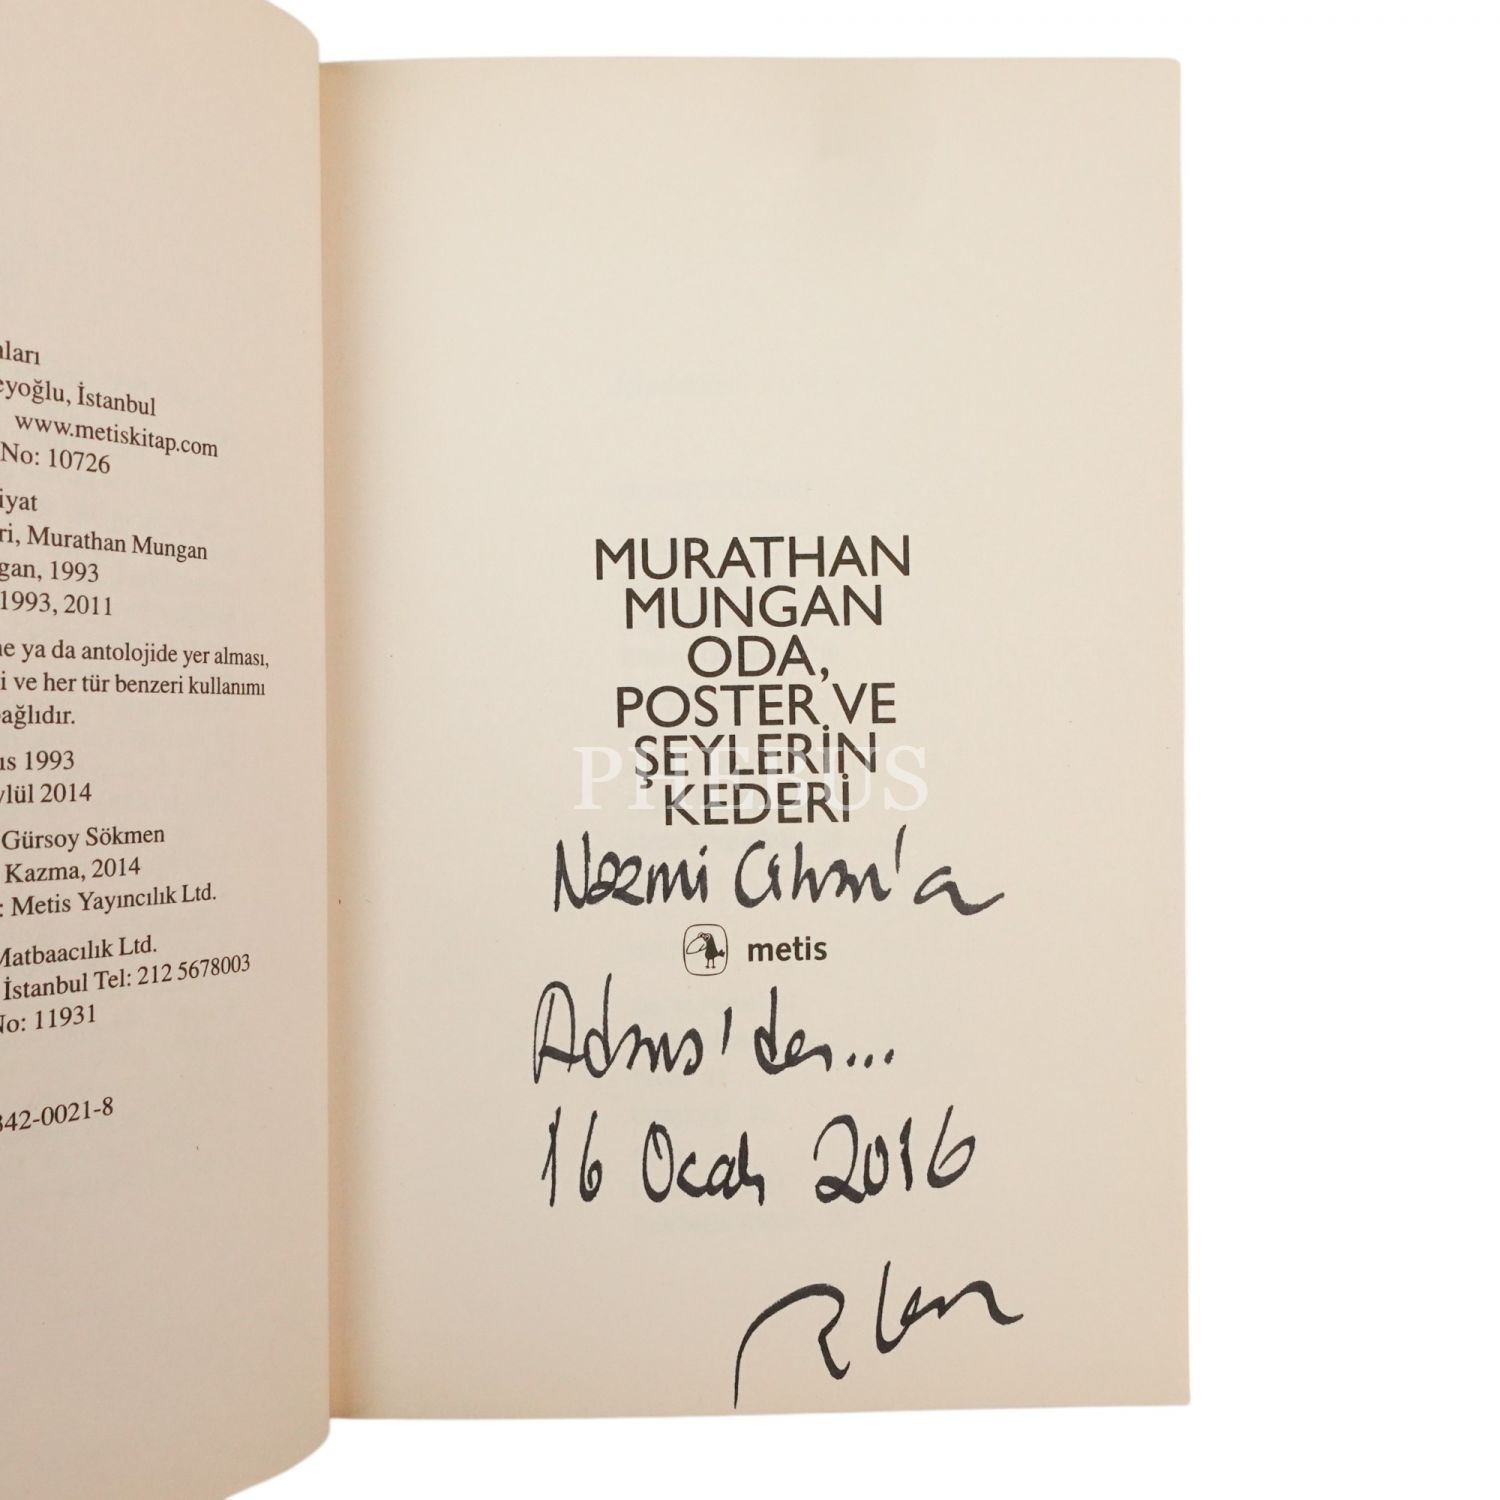 ları
eyoğlu, İstanbul
www.metiskitap.com
No: 10726
iyat
ri, Murathan Mungan
gan, 1993
1993, 2011
e ya da antolojide yer alması,
i ve her tür benzeri kullanımı
ağlıdır.
ıs 1993
ylül 2014
Gürsoy Sökmen
Kazma, 2014
: Metis Yayıncılık Ltd.
Matbaacılık Ltd.
İstanbul Tel: 212 5678003
No: 11931
342-0021-8
MURATHAN
MUNGAN
ODA,
POSTER VE
ŞEYLERİN
KEDERİ
PHEBUS
Nazmi Cihan'a
metis
16 Ocak 2016